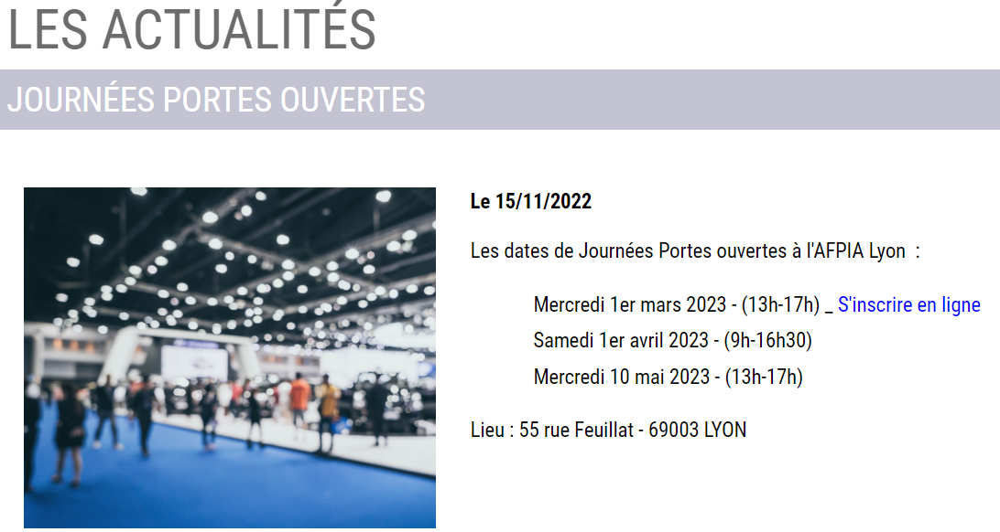 LES ACTUALITÉS
JOURNÉES PORTES OUVERTES
Le 15/11/2022
Les dates de Journées Portes ouvertes à l'AFPIA Lyon :
Mercredi 1er mars 2023 - (13h-17h) _ S'inscrire en ligne
Samedi 1er avril 2023 - (9h-16h30)
Mercredi 10 mai 2023 - (13h-17h)
Lieu : 55 rue Feuillat - 69003 LYON